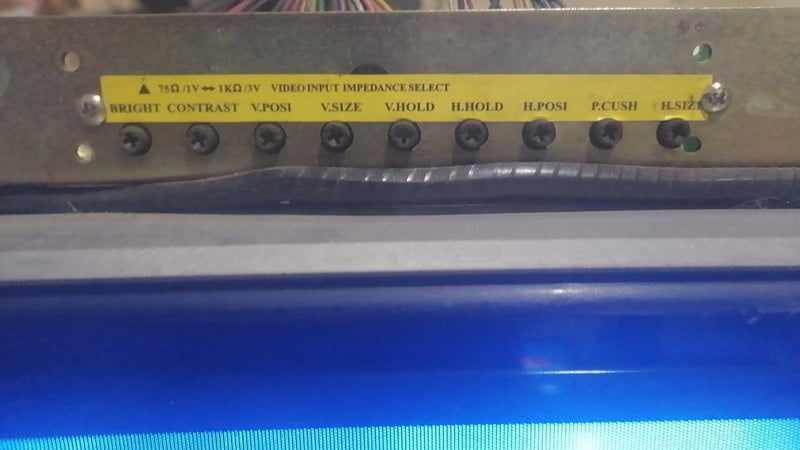 ▲ 75Ω/1V ↔ 1KΩ/3V VIDEO INPUT IMPEDANCE SELECT
BRIGHT CONTRAST V.POSI V.SIZE V.HOLD H.HOLD H.POSI P.CUSH H.SIZE